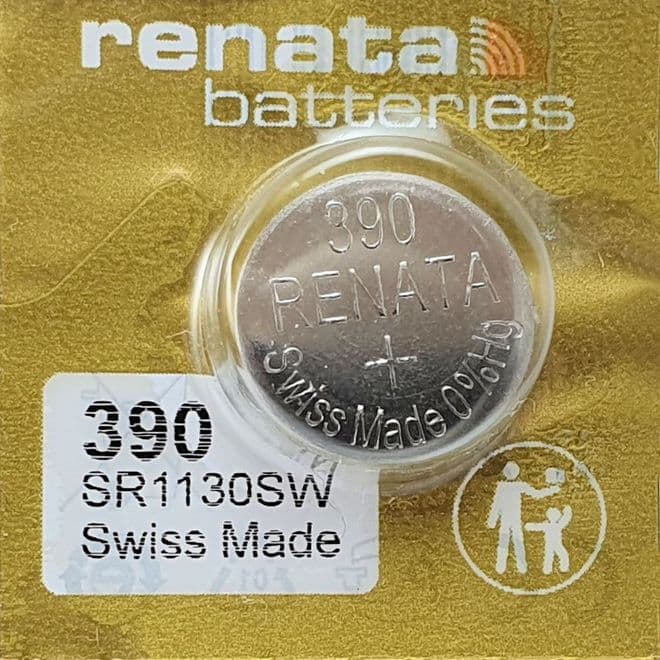 renata
batteries
390
RENATA
+
Swiss Made 0%Hg
390
SR1130SW
Swiss Made